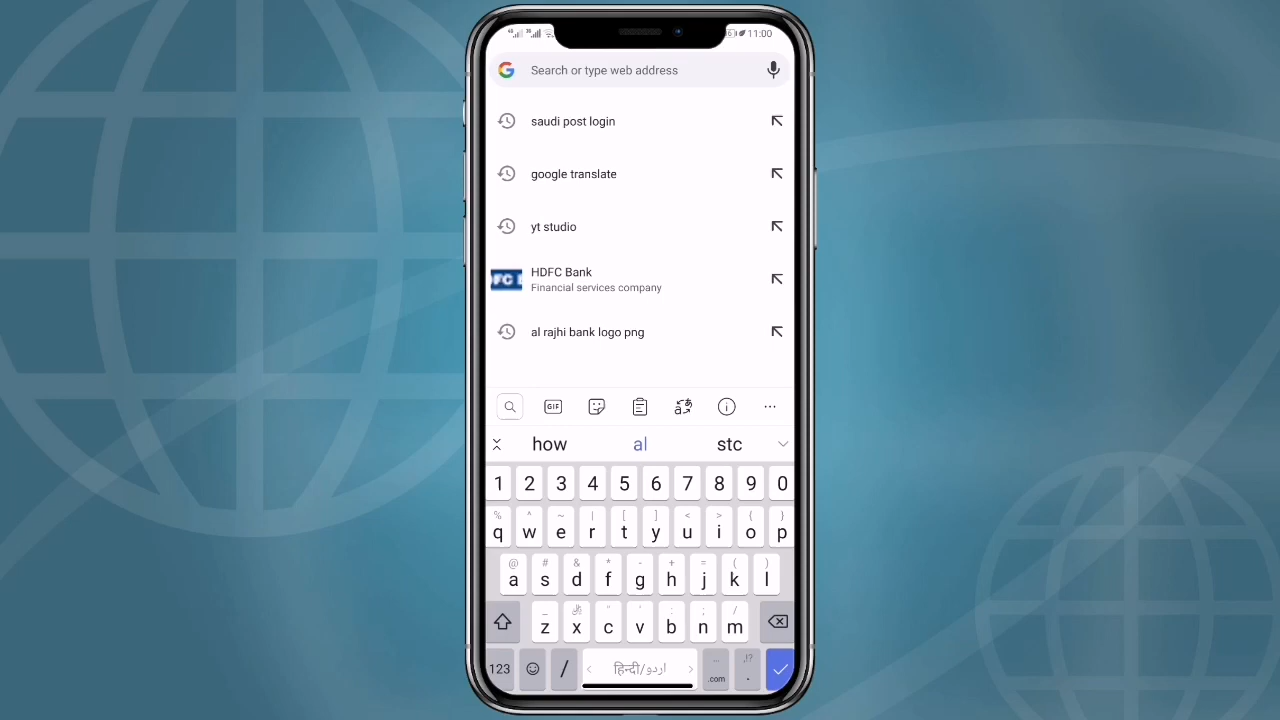 11:00
Search or type web address
saudi post login
google translate
yt studio
HDFC Bank
Financial services company
al rajhi bank logo png
GIF
how al stc
1 2 3 4 5 6 7 8 9 0
% ^ ~ | [ ] < > { }
q w e r t y u i o p
@ # & * - + = ( )
a s d f g h j k l
_ ﷼ " ' : ; /
z x c v b n m
123 / हिन्दी/اردو .com ,!? .